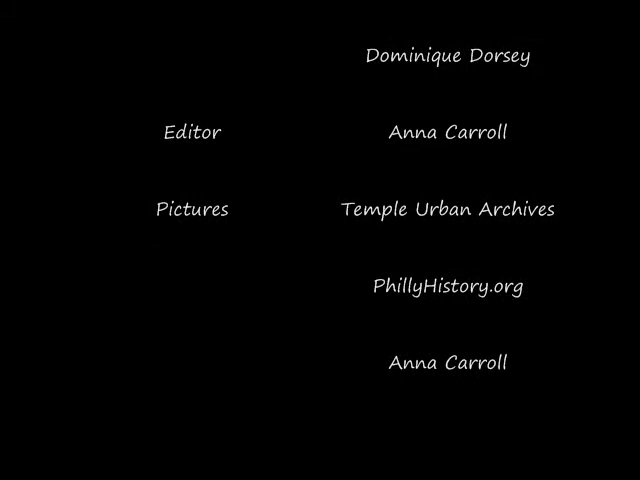 Dominique Dorsey
Editor Anna Carroll
Pictures Temple Urban Archives
PhillyHistory.org
Anna Carroll